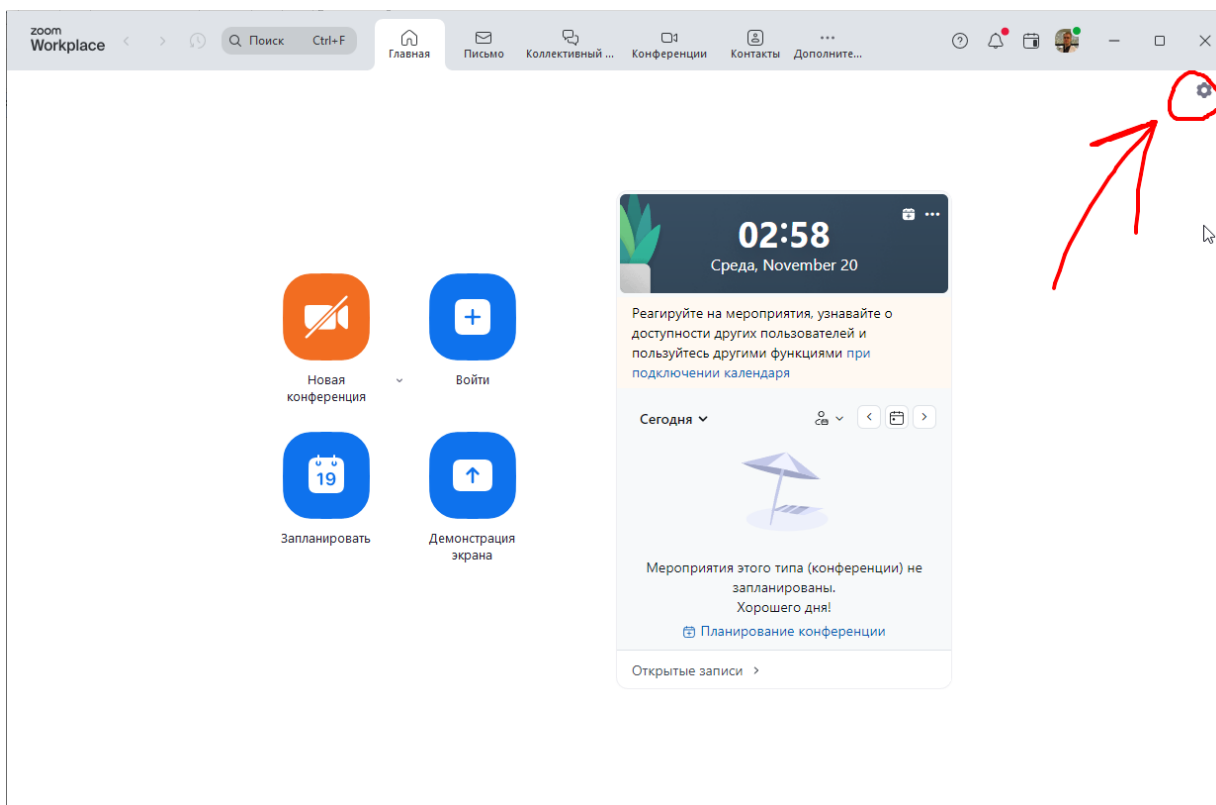 zoom
Workplace
Поиск Ctrl+F
Главная
Письмо
Коллективный ...
Конференции
Контакты
Дополните...
02:58
Среда, November 20
Реагируйте на мероприятия, узнавайте о
доступности других пользователей и
пользуйтесь другими функциями при
подключении календаря
Новая
конференция
Войти
19
Запланировать
Демонстрация
экрана
Сегодня
Мероприятия этого типа (конференции) не
запланированы.
Хорошего дня!
Планирование конференции
Открытые записи